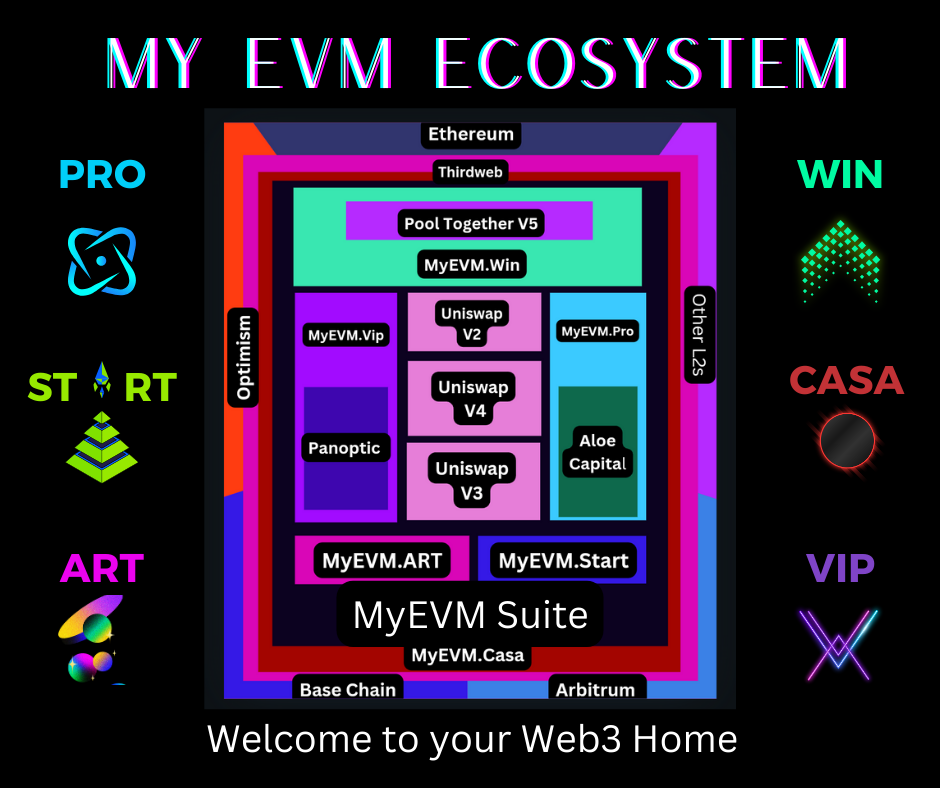 MY EVM ECOSYSTEM
Ethereum
Thirdweb
PRO
WIN
Pool Together V5
MyEVM.Win
Optimism
Other L2s
MyEVM.Vip
Uniswap
V2
MyEVM.Pro
ST RT
CASA
Uniswap
V4
Panoptic
Aloe
Capital
Uniswap
V3
ART
VIP
MyEVM.ART
MyEVM.Start
MyEVM Suite
MyEVM.Casa
Base Chain
Arbitrum
Welcome to your Web3 Home